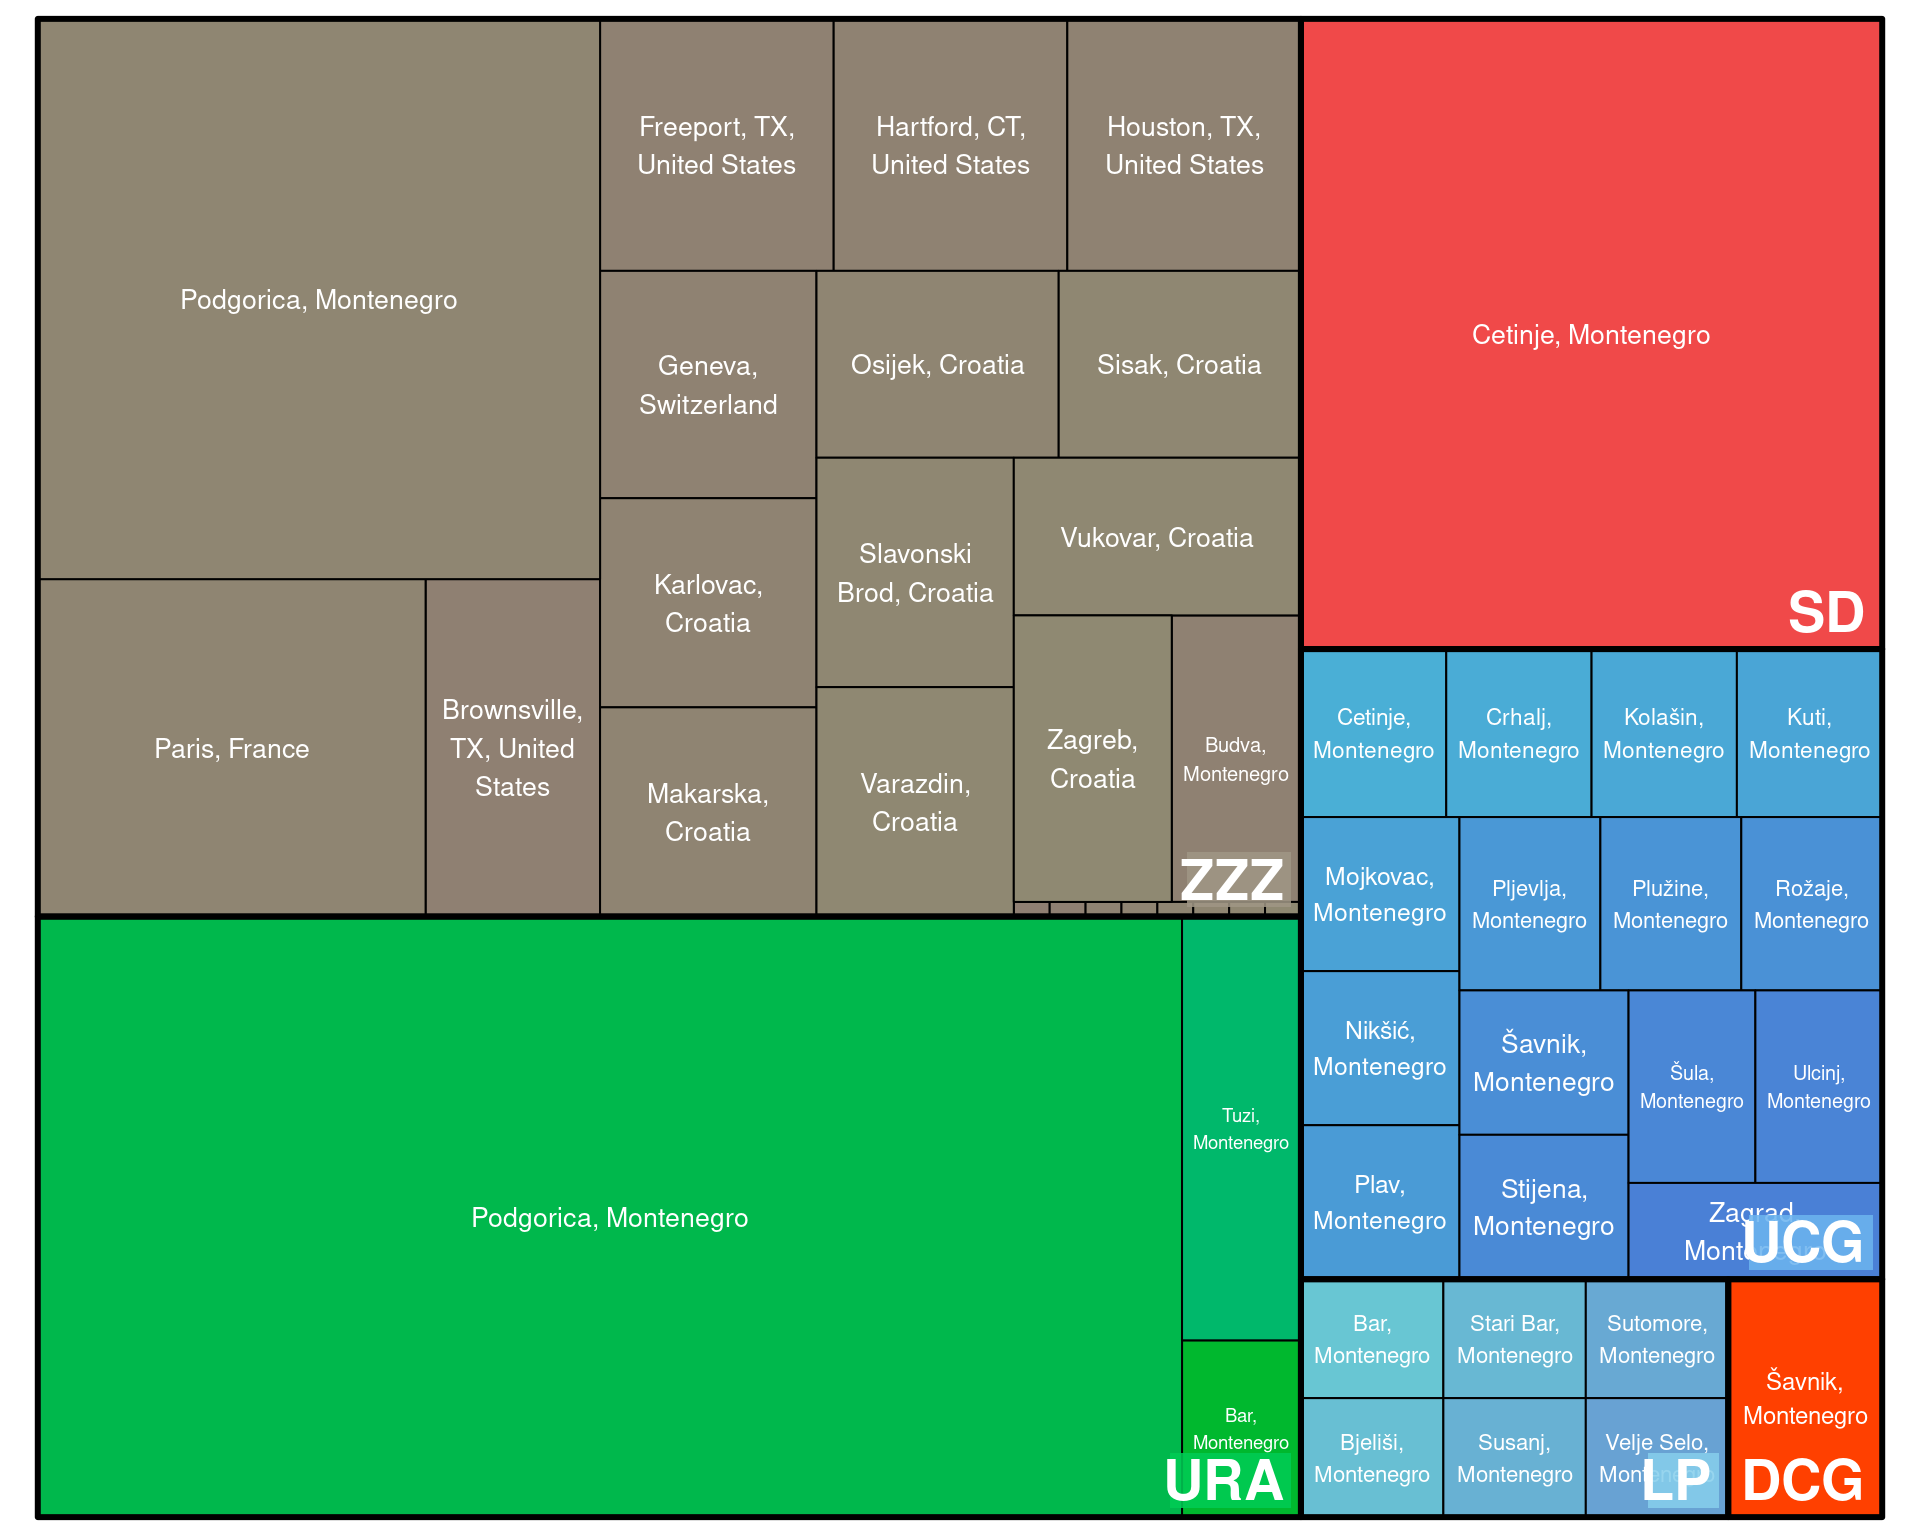 Podgorica, Montenegro
Paris, France
Brownsville,
TX, United
States
Freeport, TX,
United States
Hartford, CT,
United States
Houston, TX,
United States
Geneva,
Switzerland
Osijek, Croatia
Sisak, Croatia
Karlovac,
Croatia
Makarska,
Croatia
Slavonski
Brod, Croatia
Vukovar, Croatia
Varazdin,
Croatia
Zagreb,
Croatia
Budva,
Montenegro
ZZZ
Podgorica, Montenegro
Tuzi,
Montenegro
Bar,
Montenegro
URA
Cetinje, Montenegro
SD
Cetinje,
Montenegro
Crhalj,
Montenegro
Kolašin,
Montenegro
Kuti,
Montenegro
Mojkovac,
Montenegro
Nikšić,
Montenegro
Plav,
Montenegro
Pljevlja,
Montenegro
Plužine,
Montenegro
Rožaje,
Montenegro
Šavnik,
Montenegro
Stijena,
Montenegro
Šula,
Montenegro
Ulcinj,
Montenegro
Zagrad,
Montenegro
UCG
Bar,
Montenegro
Bjeliši,
Montenegro
Stari Bar,
Montenegro
Susanj,
Montenegro
Sutomore,
Montenegro
Velje Selo,
Montenegro
LP
Šavnik,
Montenegro
DCG